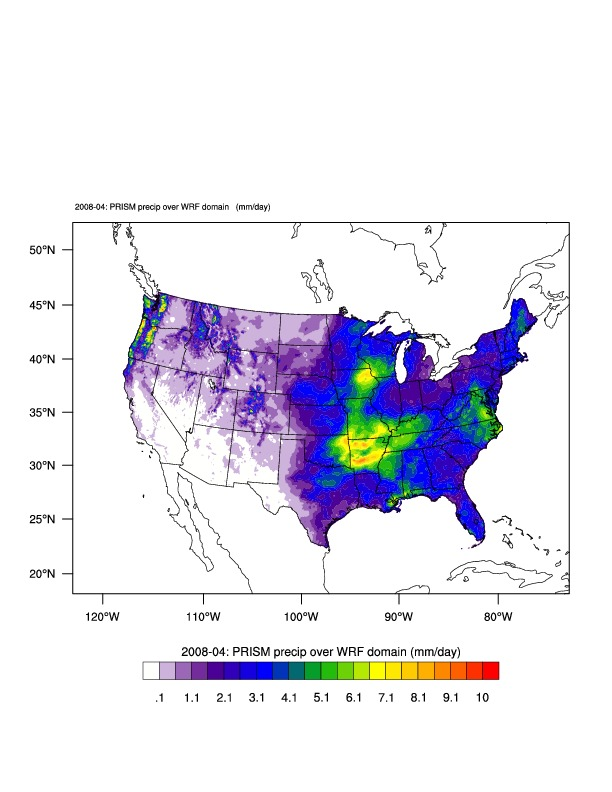 2008-04: PRISM precip over WRF domain   (mm/day)
50°N
45°N
40°N
35°N
30°N
25°N
20°N
120°W 110°W 100°W 90°W 80°W
2008-04: PRISM precip over WRF domain (mm/day)
.1 1.1 2.1 3.1 4.1 5.1 6.1 7.1 8.1 9.1 10